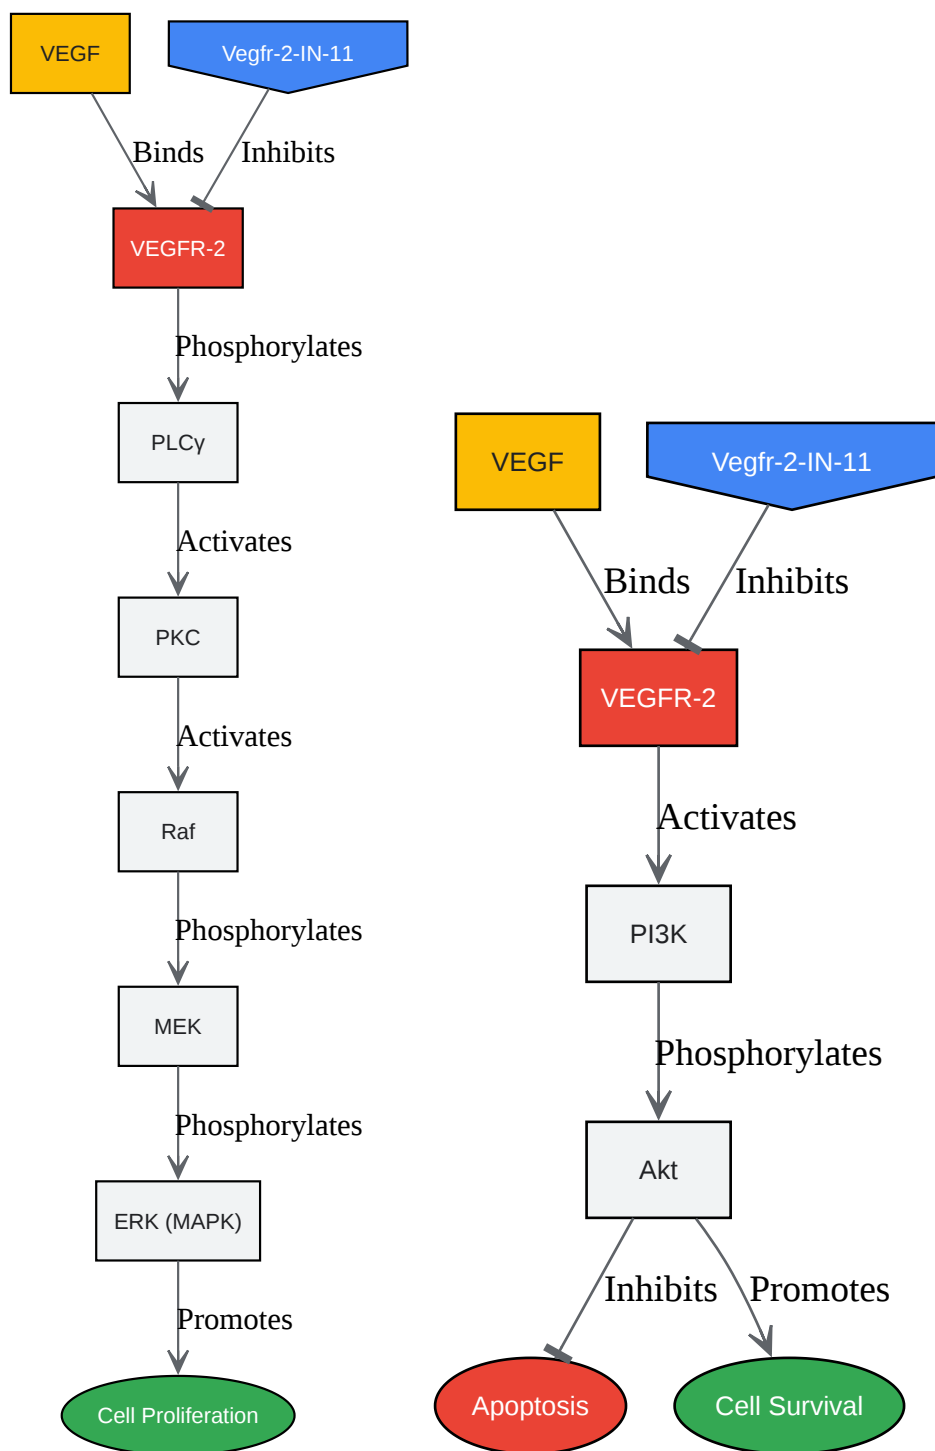 VEGF
Vegfr-2-IN-11
Binds
Inhibits
VEGFR-2
Phosphorylates
PLCγ
Activates
PKC
Activates
Raf
Phosphorylates
MEK
Phosphorylates
ERK (MAPK)
Promotes
Cell Proliferation
VEGF
Vegfr-2-IN-11
Binds
Inhibits
VEGFR-2
Activates
PI3K
Phosphorylates
Akt
Inhibits
Promotes
Apoptosis
Cell Survival